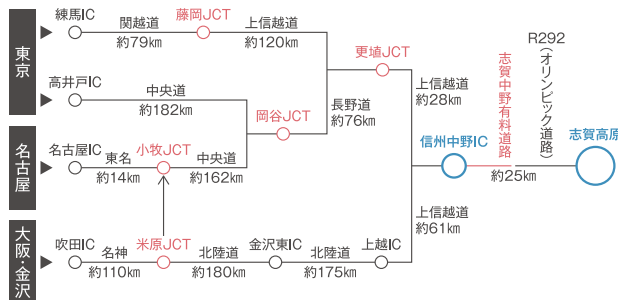 東京
練馬IC
関越道
約79km
藤岡JCT
上信越道
約120km
更埴JCT
高井戸IC
中央道
約182km
岡谷JCT
長野道
約76km
上信越道
約28km
名古屋
名古屋IC
東名
約14km
小牧JCT
中央道
約162km
信州中野IC
志賀中野有料道路
R292
(オリンピック道路)
約25km
志賀高原
大阪・金沢
吹田IC
名神
約110km
米原JCT
北陸道
約180km
金沢東IC
北陸道
約175km
上越IC
上信越道
約61km